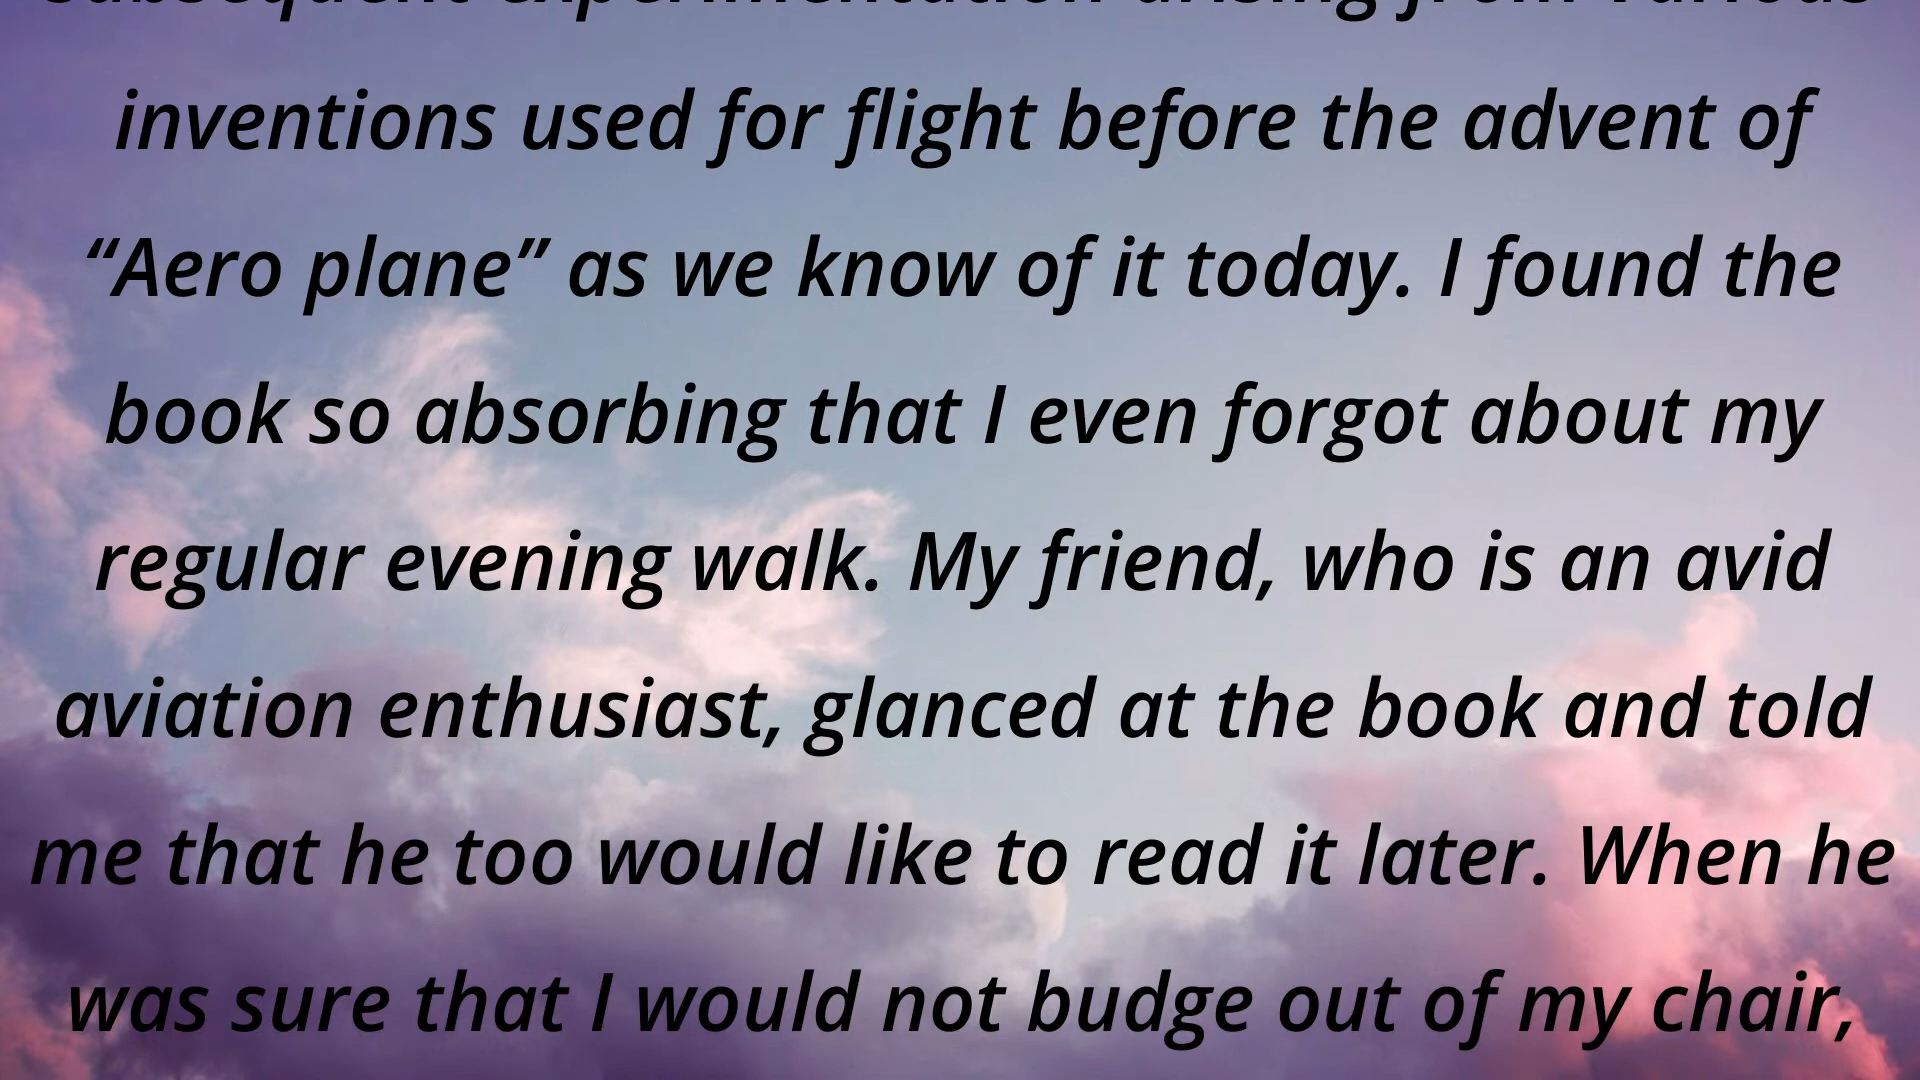 subsequent experimentation arising from various
inventions used for flight before the advent of
“Aero plane” as we know of it today. I found the
book so absorbing that I even forgot about my
regular evening walk. My friend, who is an avid
aviation enthusiast, glanced at the book and told
me that he too would like to read it later. When he
was sure that I would not budge out of my chair,